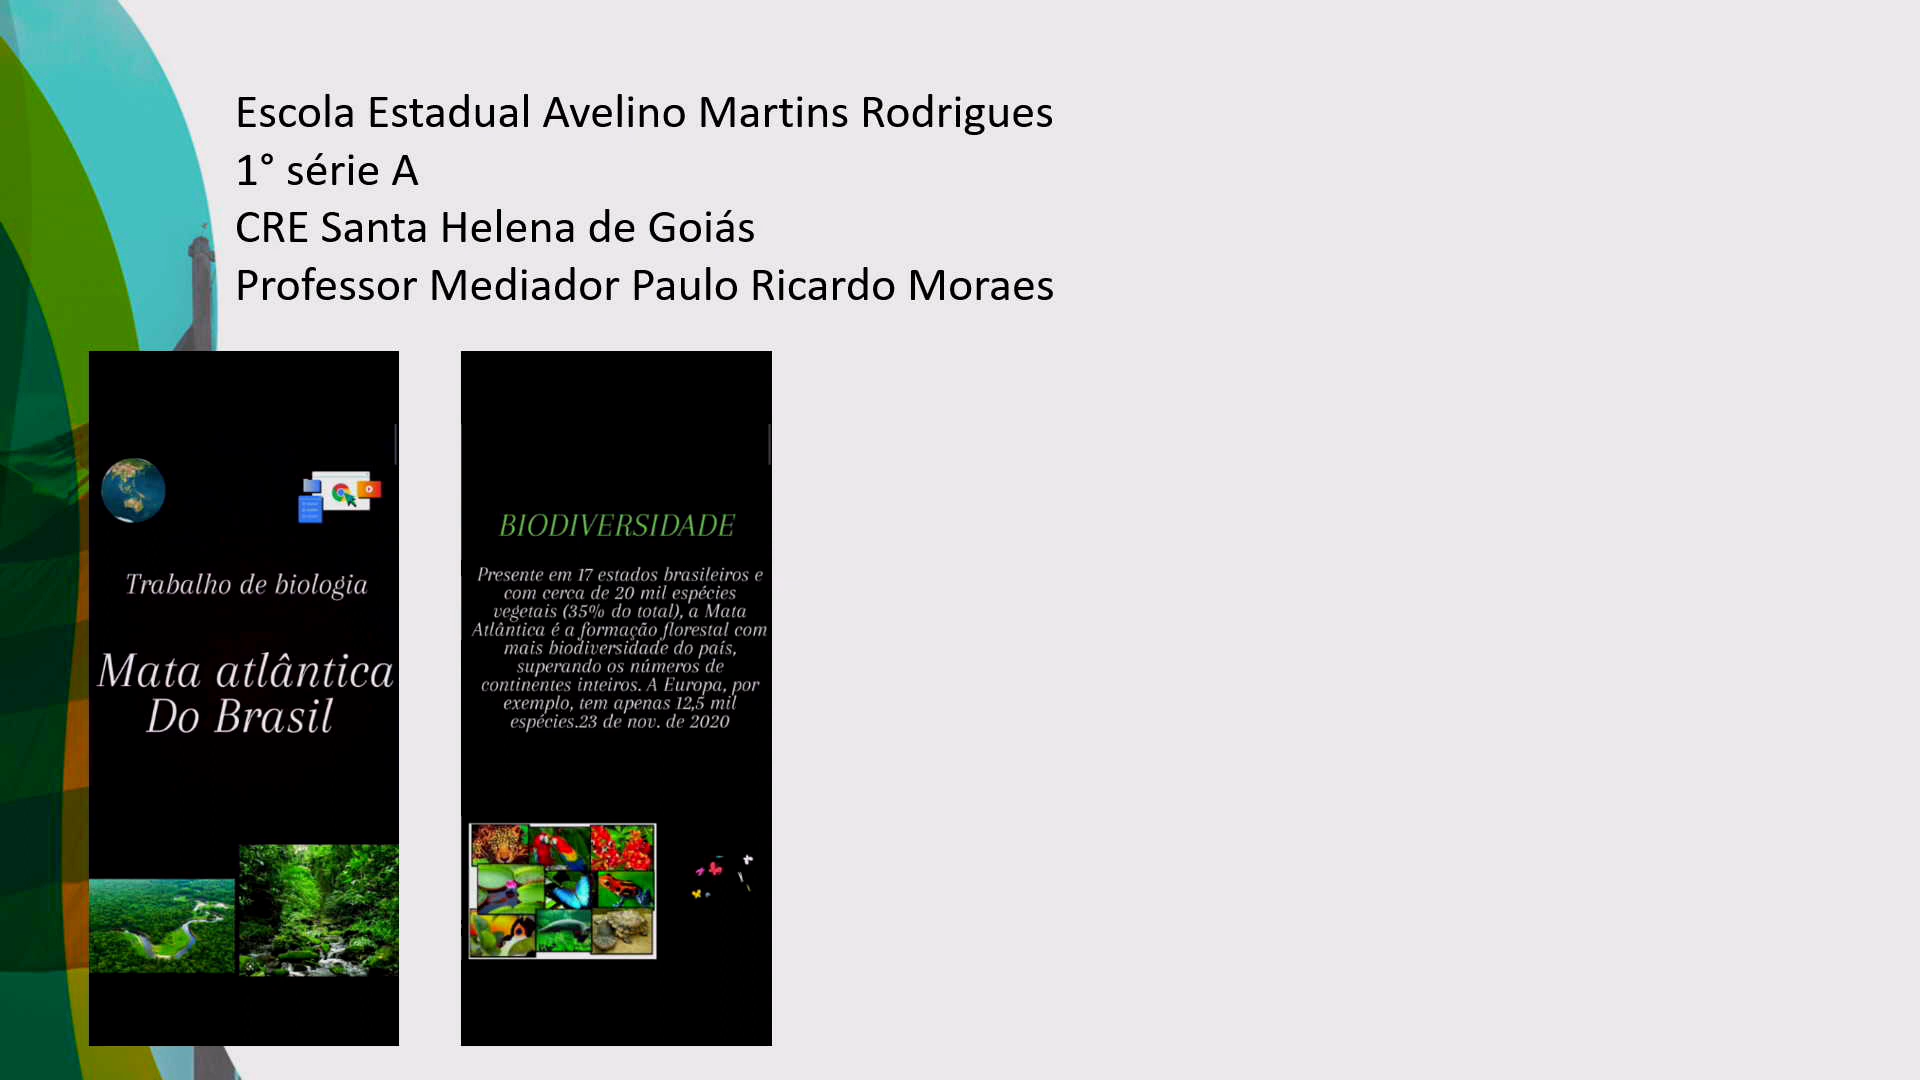 Escola Estadual Avelino Martins Rodrigues
1° série A
CRE Santa Helena de Goiás
Professor Mediador Paulo Ricardo Moraes
Trabalho de biologia
Mata atlântica
Do Brasil
BIODIVERSIDADE
Presente em 17 estados brasileiros e
com cerca de 20 mil espécies
vegetais (35% do total), a Mata
Atlântica é a formação florestal com
mais biodiversidade do país,
superando os números de
continentes inteiros. A Europa, por
exemplo, tem apenas 12,5 mil
espécies.23 de nov. de 2020